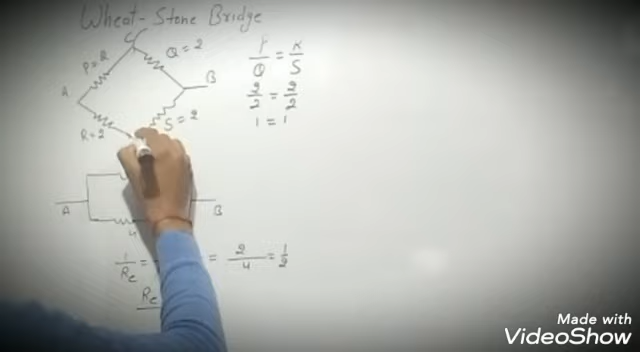 Wheat-Stone Bridge
C
P=2
Q=2
A
B
R=2
S=2
P/Q = R/S
2/2 = 2/2
1 = 1
A
B
4
1/Re =
= 2/4 = 1/2
Re
Made with
VideoShow